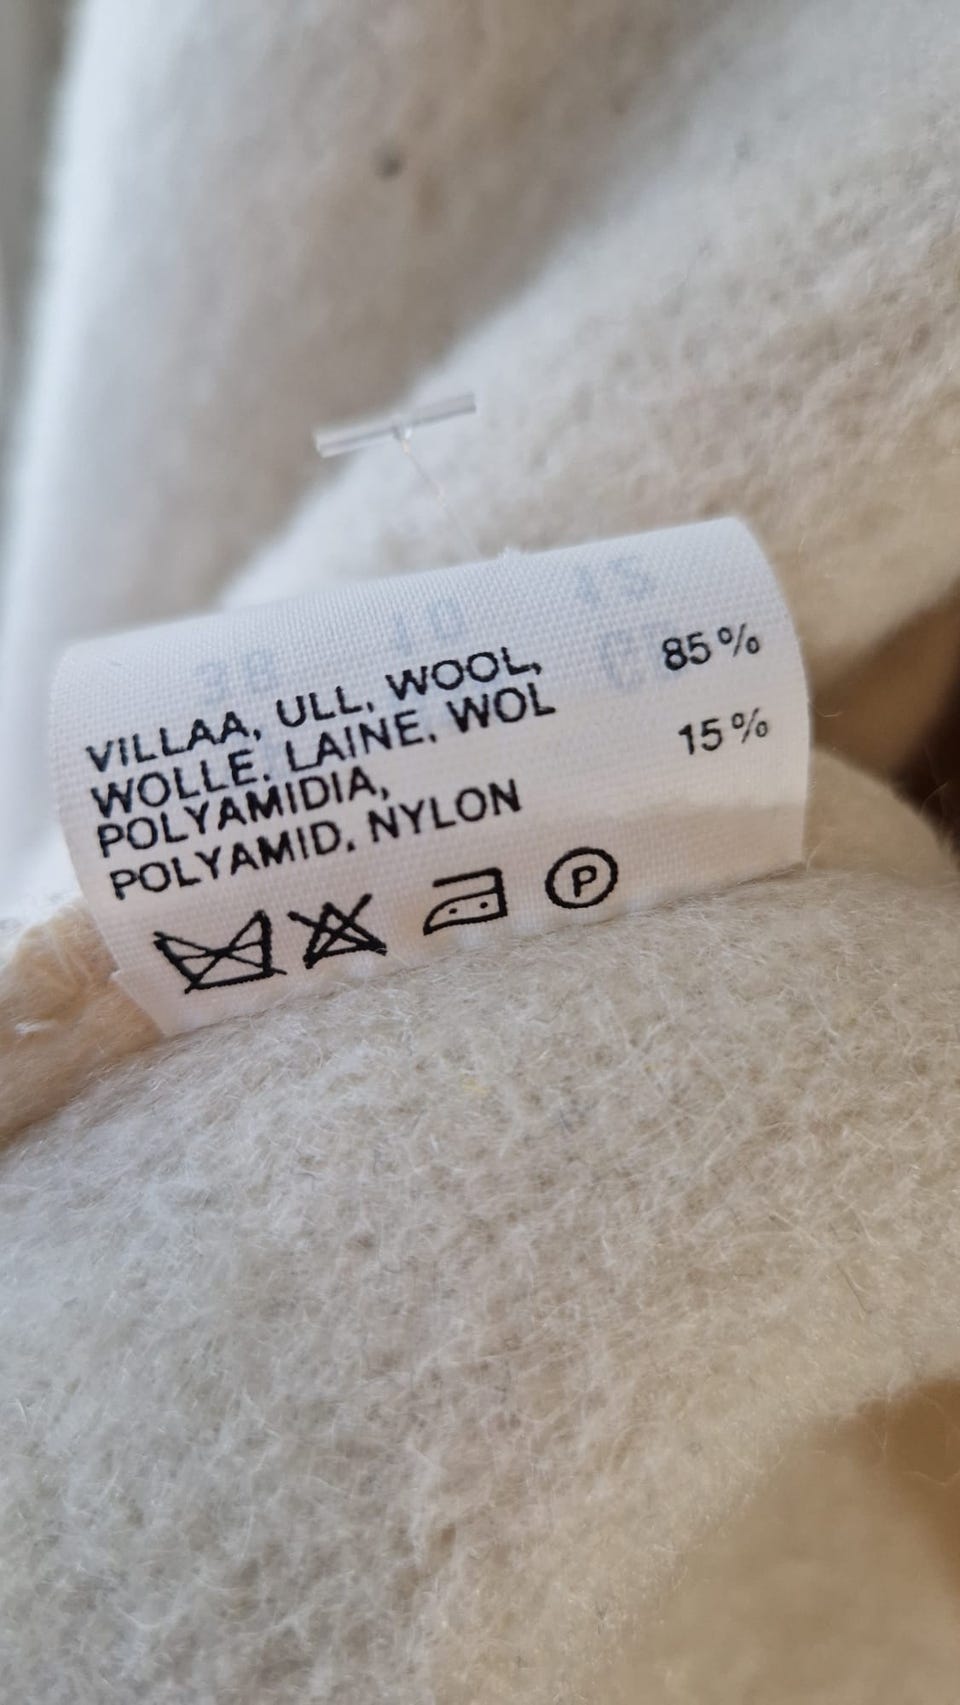 VILLAA, ULL, WOOL, 85%
WOLLE, LAINE, WOL
POLYAMIDIA, 15%
POLYAMID, NYLON
P